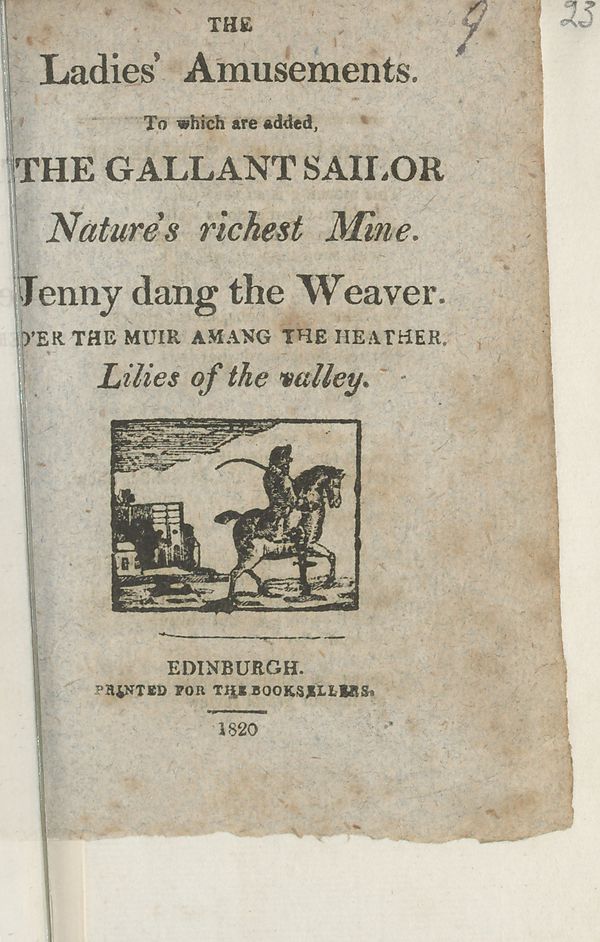 9
23
THE
Ladies' Amusements.
To which are added,
THE GALLANT SAILOR
Nature's richest Mine.
Jenny dang the Weaver.
O'ER THE MUIR AMANG THE HEATHER.
Lilies of the valley.
EDINBURGH.
PRINTED FOR THE BOOKSELLERS.
1820